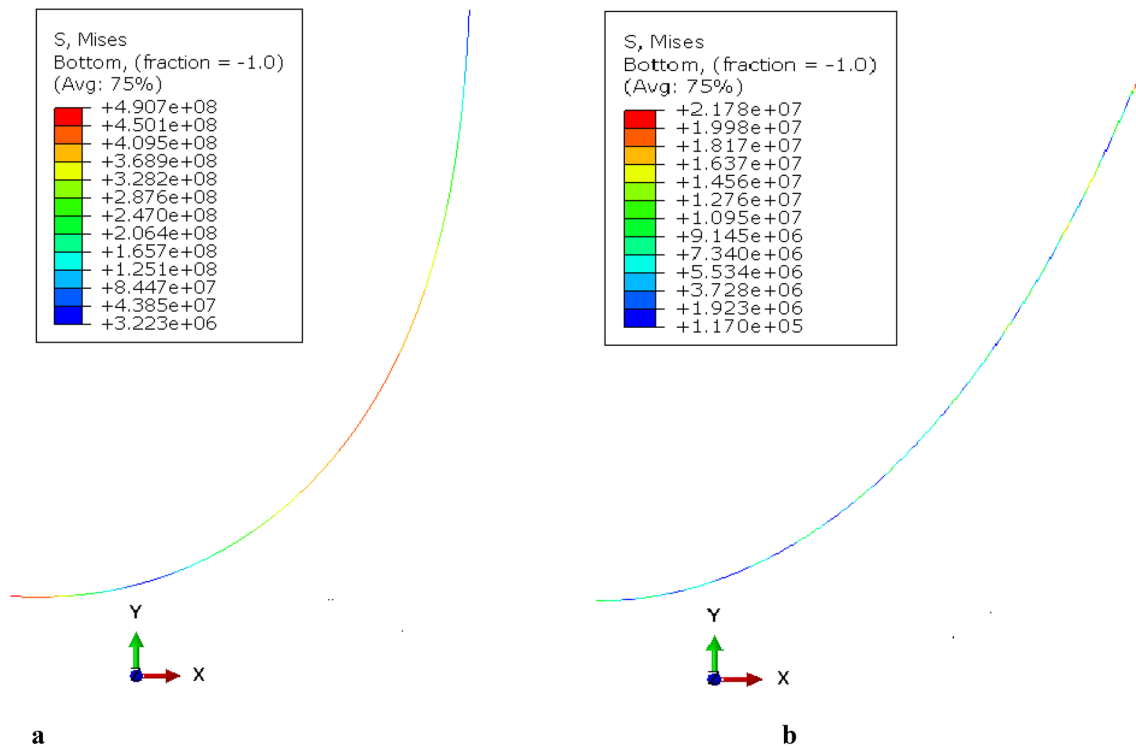 S, Mises
Bottom, (fraction = -1.0)
(Avg: 75%)
+4.907e+08
+4.501e+08
+4.095e+08
+3.689e+08
+3.282e+08
+2.876e+08
+2.470e+08
+2.064e+08
+1.657e+08
+1.251e+08
+8.447e+07
+4.385e+07
+3.223e+06
Y
X
Z
a
S, Mises
Bottom, (fraction = -1.0)
(Avg: 75%)
+2.178e+07
+1.998e+07
+1.817e+07
+1.637e+07
+1.456e+07
+1.276e+07
+1.095e+07
+9.145e+06
+7.340e+06
+5.534e+06
+3.728e+06
+1.923e+06
+1.170e+05
Y
X
Z
b